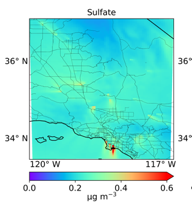 Sulfate
36° N
36° N
34° N
34° N
120° W
117° W
0.0
0.2
0.4
0.6
μg m⁻³